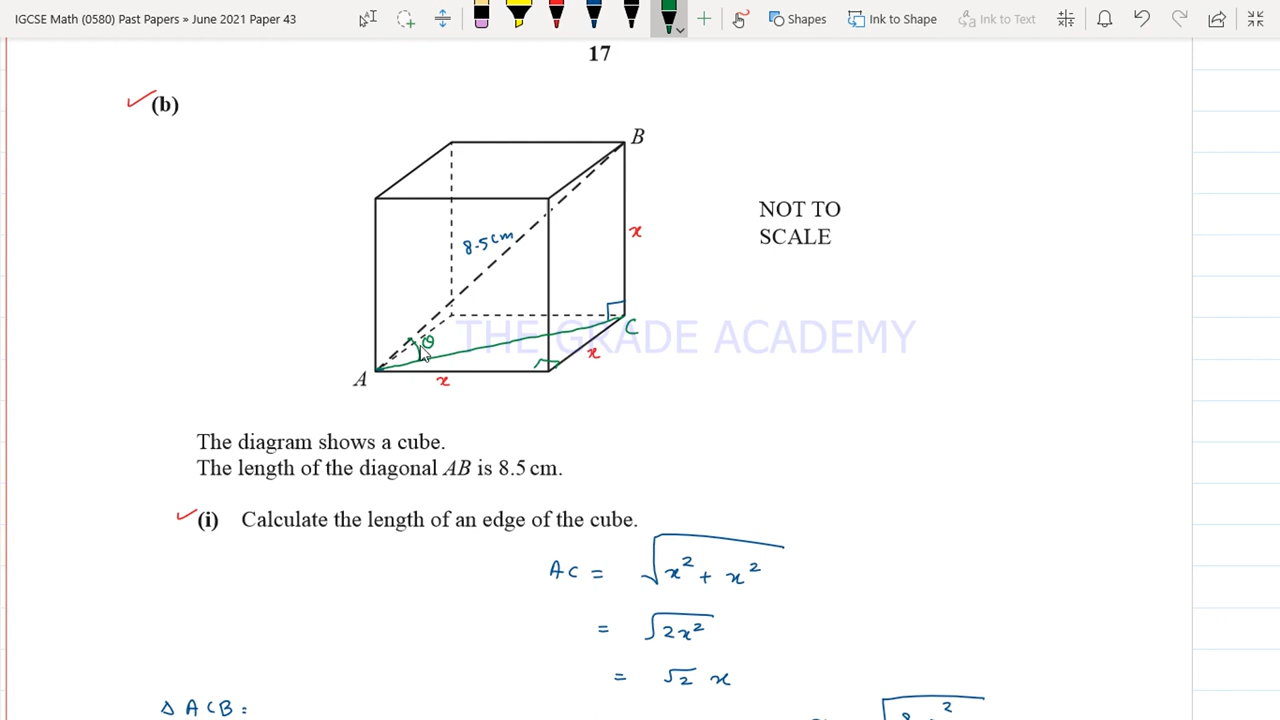 IGCSE Math (0580) Past Papers » June 2021 Paper 43
Shapes
Ink to Shape
Ink to Text
17
(b)
B
NOT TO
SCALE
x
8.5cm
θ
C
THE GRADE ACADEMY
x
A
x
The diagram shows a cube.
The length of the diagonal AB is 8.5 cm.
(i) Calculate the length of an edge of the cube.
AC = √x² + x²
= √2x²
= √2 x
Δ ACB: